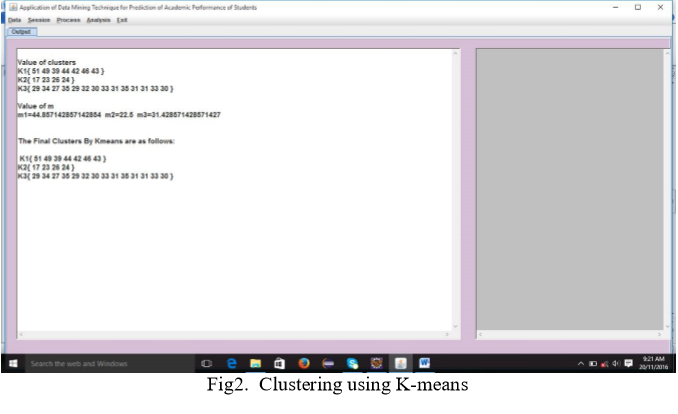 Application of Data Mining Technique for Prediction of Academic Performance of Students
Data Session Process Analysis Exit
Output
Value of clusters
K1{ 51 49 39 44 42 46 43 }
K2{ 17 23 26 24 }
K3{ 29 34 27 35 29 32 30 33 31 35 31 31 33 30 }
Value of m
m1=44.857142857142854 m2=22.5 m3=31.428571428571427
The Final Clusters By Kmeans are as follows:
K1{ 51 49 39 44 42 46 43 }
K2{ 17 23 26 24 }
K3{ 29 34 27 35 29 32 30 33 31 35 31 31 33 30 }
Search the web and Windows
9:21 AM
20/11/2016
Fig2. Clustering using K-means